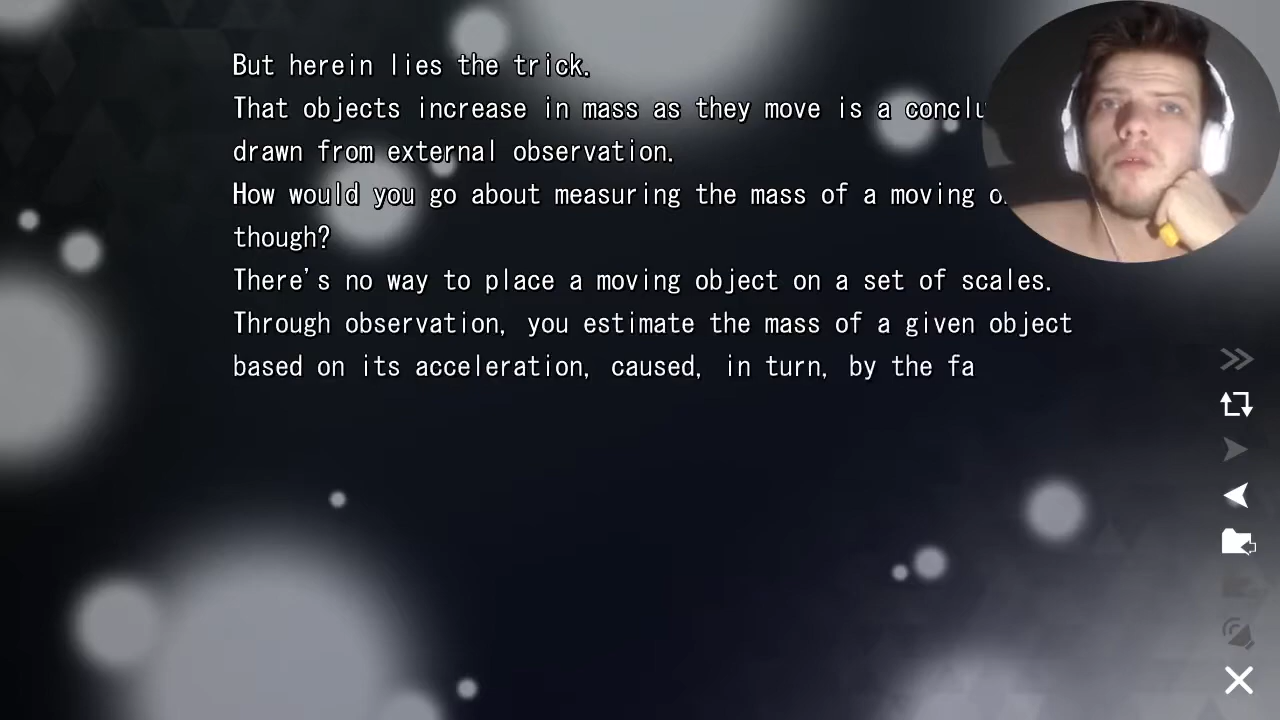 But herein lies the trick.
That objects increase in mass as they move is a
drawn from external observation.
How would you go about measuring the mass of a moving
though?
There's no way to place a moving object on a set of scales.
Through observation, you estimate the mass of a given object
based on its acceleration, caused, in turn, by the fa